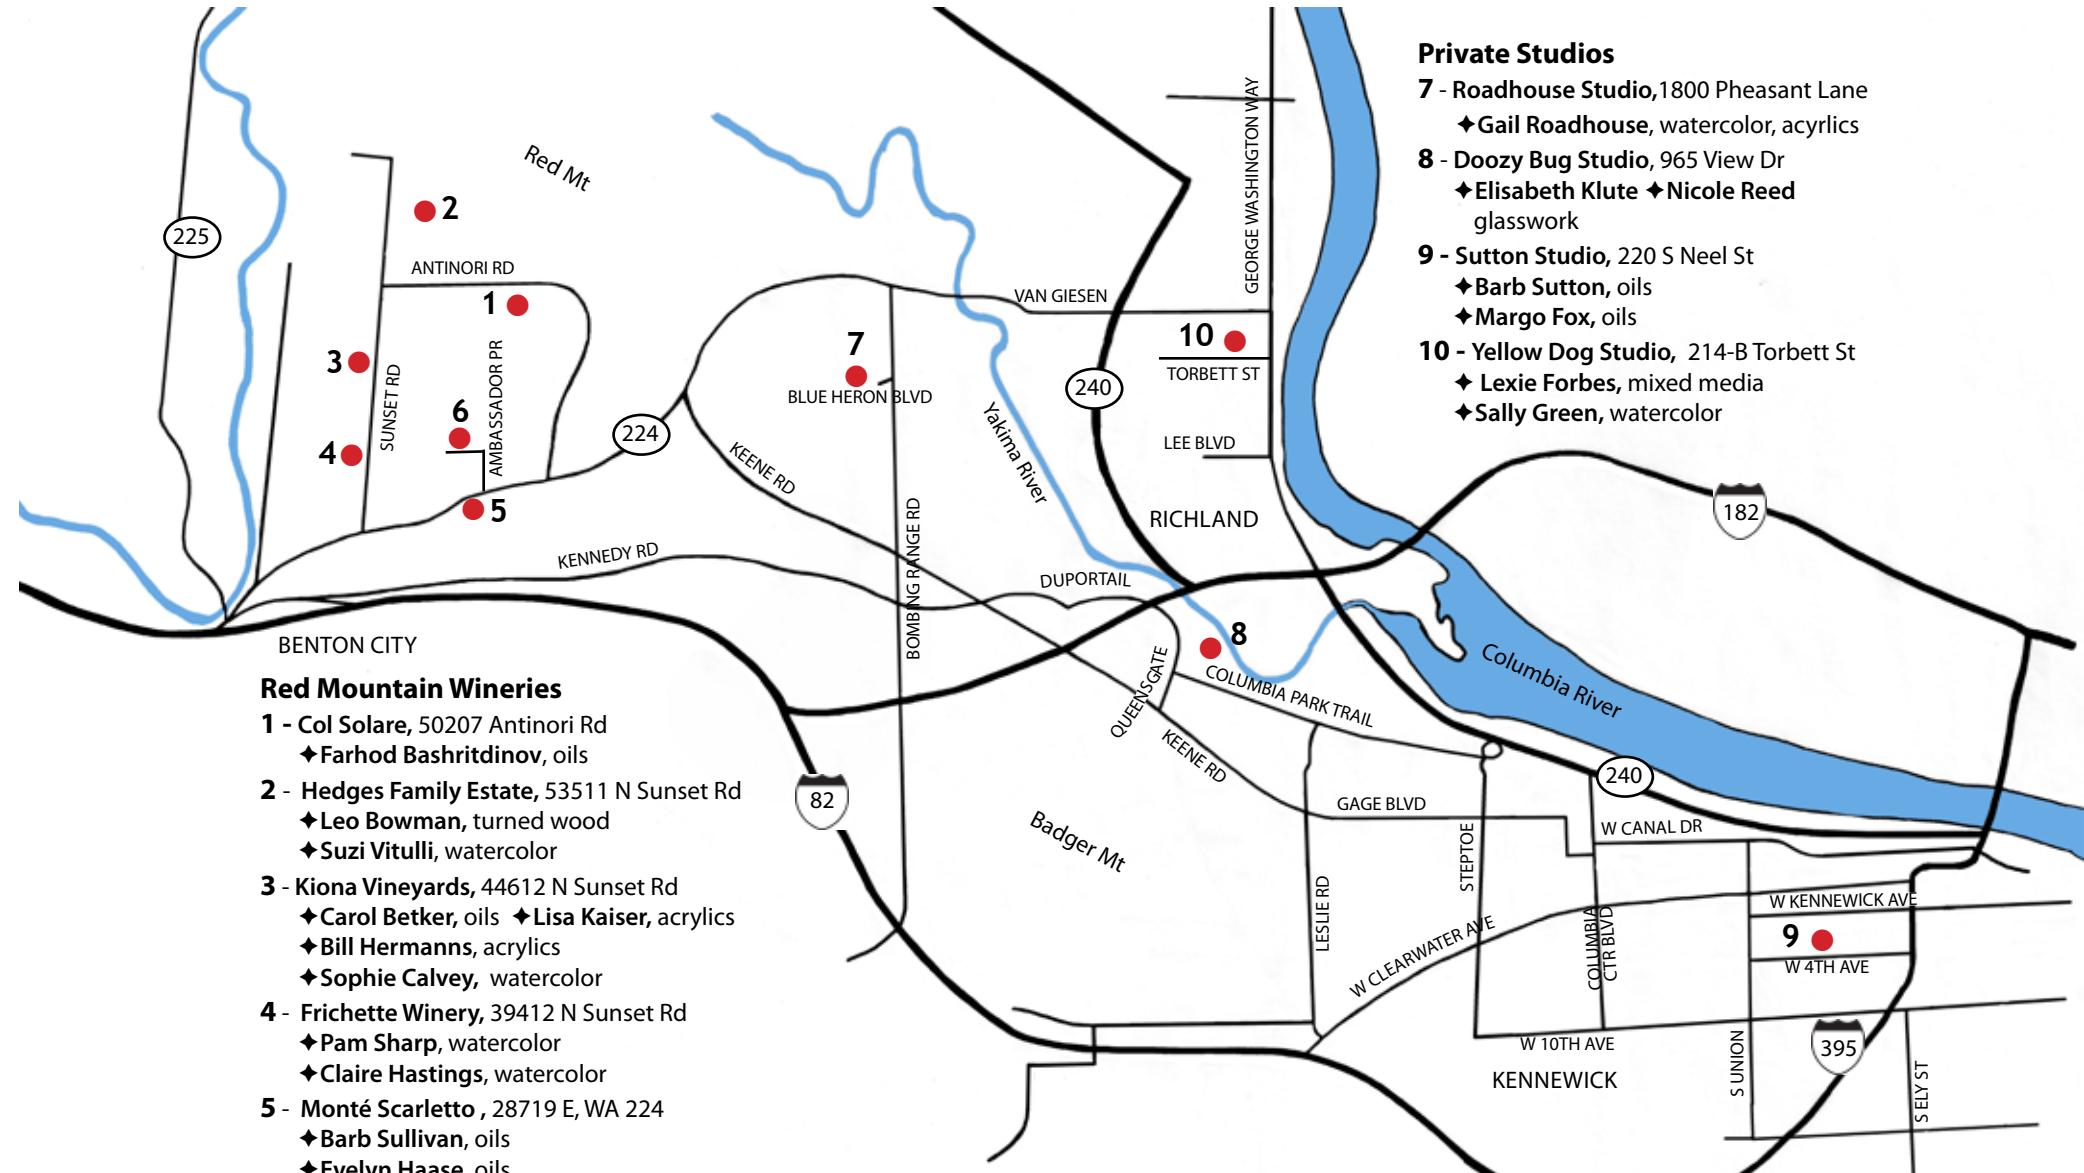 Private Studios
7 - Roadhouse Studio,1800 Pheasant Lane
✦Gail Roadhouse, watercolor, acyrlics
8 - Doozy Bug Studio, 965 View Dr
✦Elisabeth Klute ✦Nicole Reed
glasswork
9 - Sutton Studio, 220 S Neel St
✦Barb Sutton, oils
✦Margo Fox, oils
10 - Yellow Dog Studio, 214-B Torbett St
✦ Lexie Forbes, mixed media
✦Sally Green, watercolor
Red Mt
2
225
ANTINORI RD
1
3
SUNSET RD
AMBASSADOR PR
6
4
5
224
KEENE RD
7
BLUE HERON BLVD
BOMBING RANGE RD
VAN GIESEN
GEORGE WASHINGTON WAY
10
TORBETT ST
240
LEE BLVD
Yakima River
RICHLAND
182
KENNEDY RD
DUPORTAIL
8
QUEENSGATE
COLUMBIA PARK TRAIL
Columbia River
KEENE RD
BENTON CITY
82
Badger Mt
240
GAGE BLVD
W CANAL DR
STEPTOE
LESLIE RD
W CLEARWATER AVE
COLUMBIA
CTR BLVD
W KENNEWICK AVE
9
W 4TH AVE
W 10TH AVE
KENNEWICK
S UNION
395
S ELY ST
Red Mountain Wineries
1 - Col Solare, 50207 Antinori Rd
✦Farhod Bashritdinov, oils
2 - Hedges Family Estate, 53511 N Sunset Rd
✦Leo Bowman, turned wood
✦Suzi Vitulli, watercolor
3 - Kiona Vineyards, 44612 N Sunset Rd
✦Carol Betker, oils ✦Lisa Kaiser, acrylics
✦Bill Hermanns, acrylics
✦Sophie Calvey, watercolor
4 - Frichette Winery, 39412 N Sunset Rd
✦Pam Sharp, watercolor
✦Claire Hastings, watercolor
5 - Monté Scarletto , 28719 E, WA 224
✦Barb Sullivan, oils
✦Evelyn Haase, oils